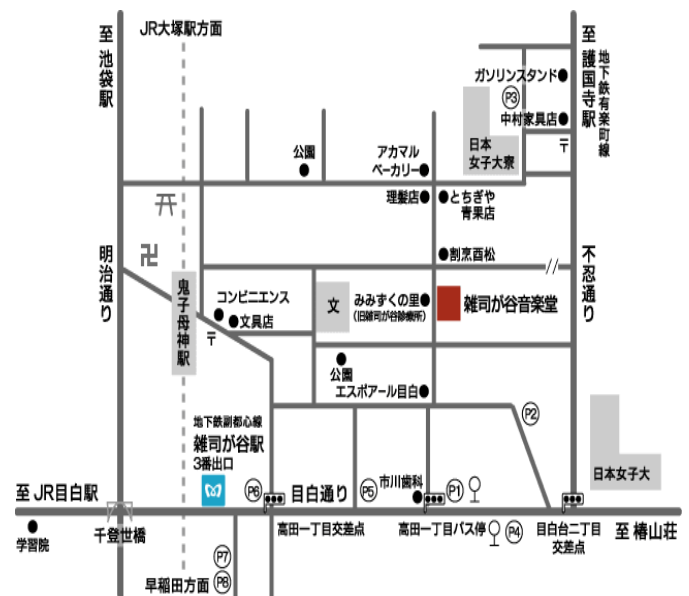 JR大塚駅方面
至池袋駅
至護国寺駅
地下鉄有楽町線
ガソリンスタンド
P3
中村家具店
〒
日本
女子大寮
公園
アカマル
ベーカリー
理髪店
とちぎや
青果店
卍
明治通り
不忍通り
割烹酉松
鬼子母神駅
コンビニエンス
文具店
〒
文
みみずくの里
(旧雑司が谷診療所)
雑司が谷音楽堂
公園
エスポアール目白
P2
地下鉄副都心線
雑司が谷駅
3番出口
日本女子大
至JR目白駅
P6
目白通り
P5
市川歯科
P1
学習院
千登世橋
高田一丁目交差点
高田一丁目バス停
P4
目白台二丁目
交差点
至椿山荘
P7
早稲田方面
P8